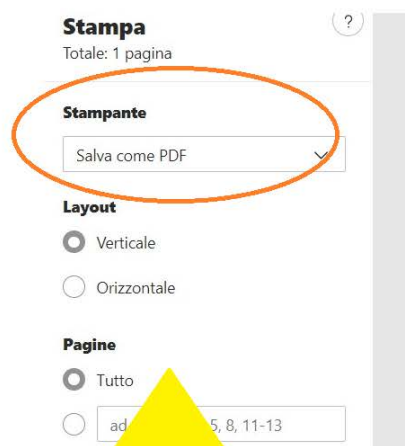 Stampa
?
Totale: 1 pagina
Stampante
Salva come PDF
Layout
Verticale
Orizzontale
Pagine
Tutto
ad 5, 8, 11-13